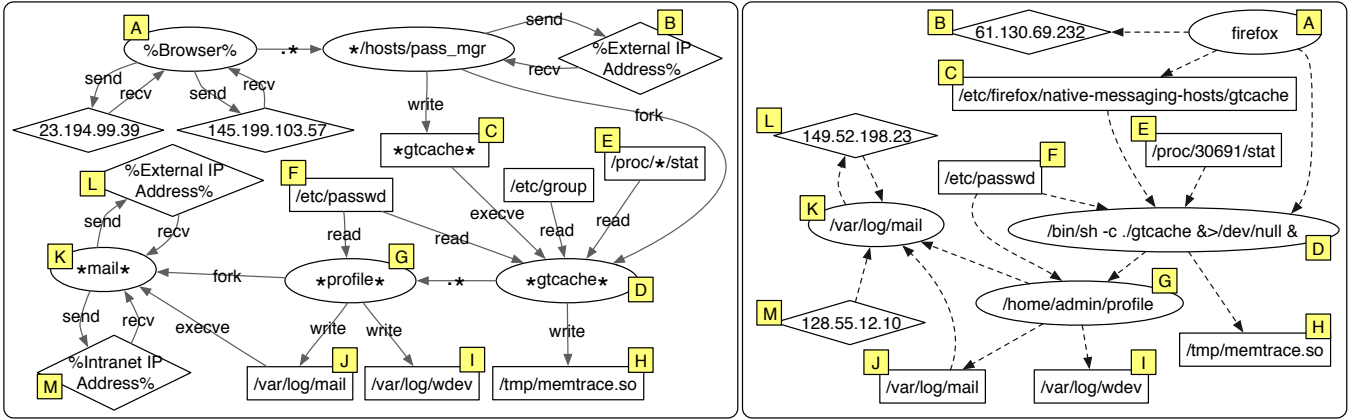 A
%Browser%
.*
*/hosts/pass_mgr
send
B
%External IP
Address%
recv
send
recv
send
recv
23.194.99.39
145.199.103.57
write
fork
C
*gtcache*
E
/proc/*/stat
L
%External IP
Address%
F
/etc/passwd
/etc/group
execve
read
send
recv
read
read
read
K
*mail*
fork
G
*profile*
.*
*gtcache*
D
send
recv
execve
write
write
write
%Intranet IP
Address%
M
J
/var/log/mail
I
/var/log/wdev
H
/tmp/memtrace.so
B
61.130.69.232
A
firefox
C
/etc/firefox/native-messaging-hosts/gtcache
L
149.52.198.23
E
/proc/30691/stat
F
/etc/passwd
K
/var/log/mail
/bin/sh -c ./gtcache &>/dev/null &
D
G
/home/admin/profile
M
128.55.12.10
H
/tmp/memtrace.so
J
/var/log/mail
I
/var/log/wdev